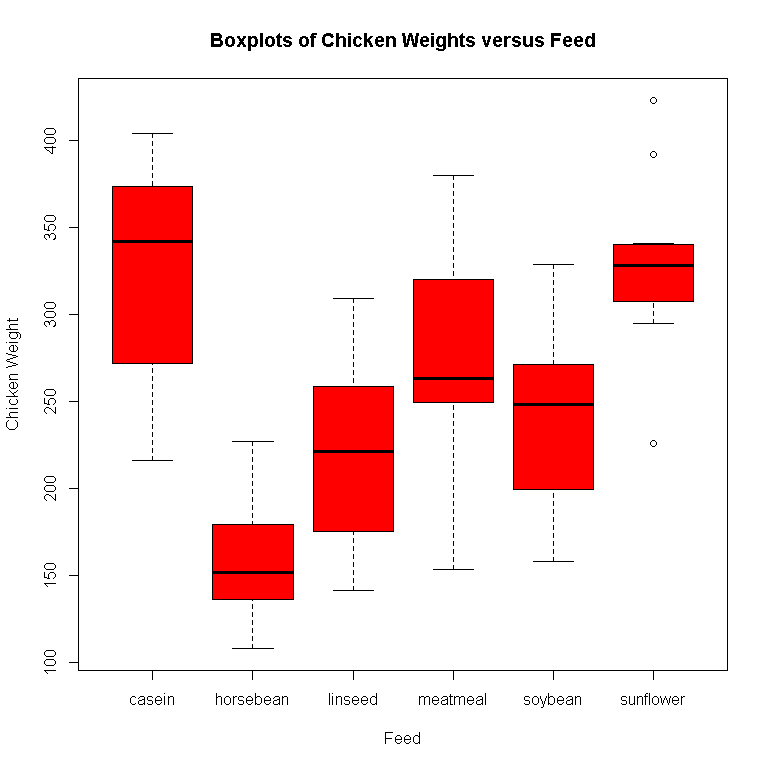 Boxplots of Chicken Weights versus Feed
Chicken Weight
400
350
300
250
200
150
100
casein horsebean linseed meatmeal soybean sunflower
Feed